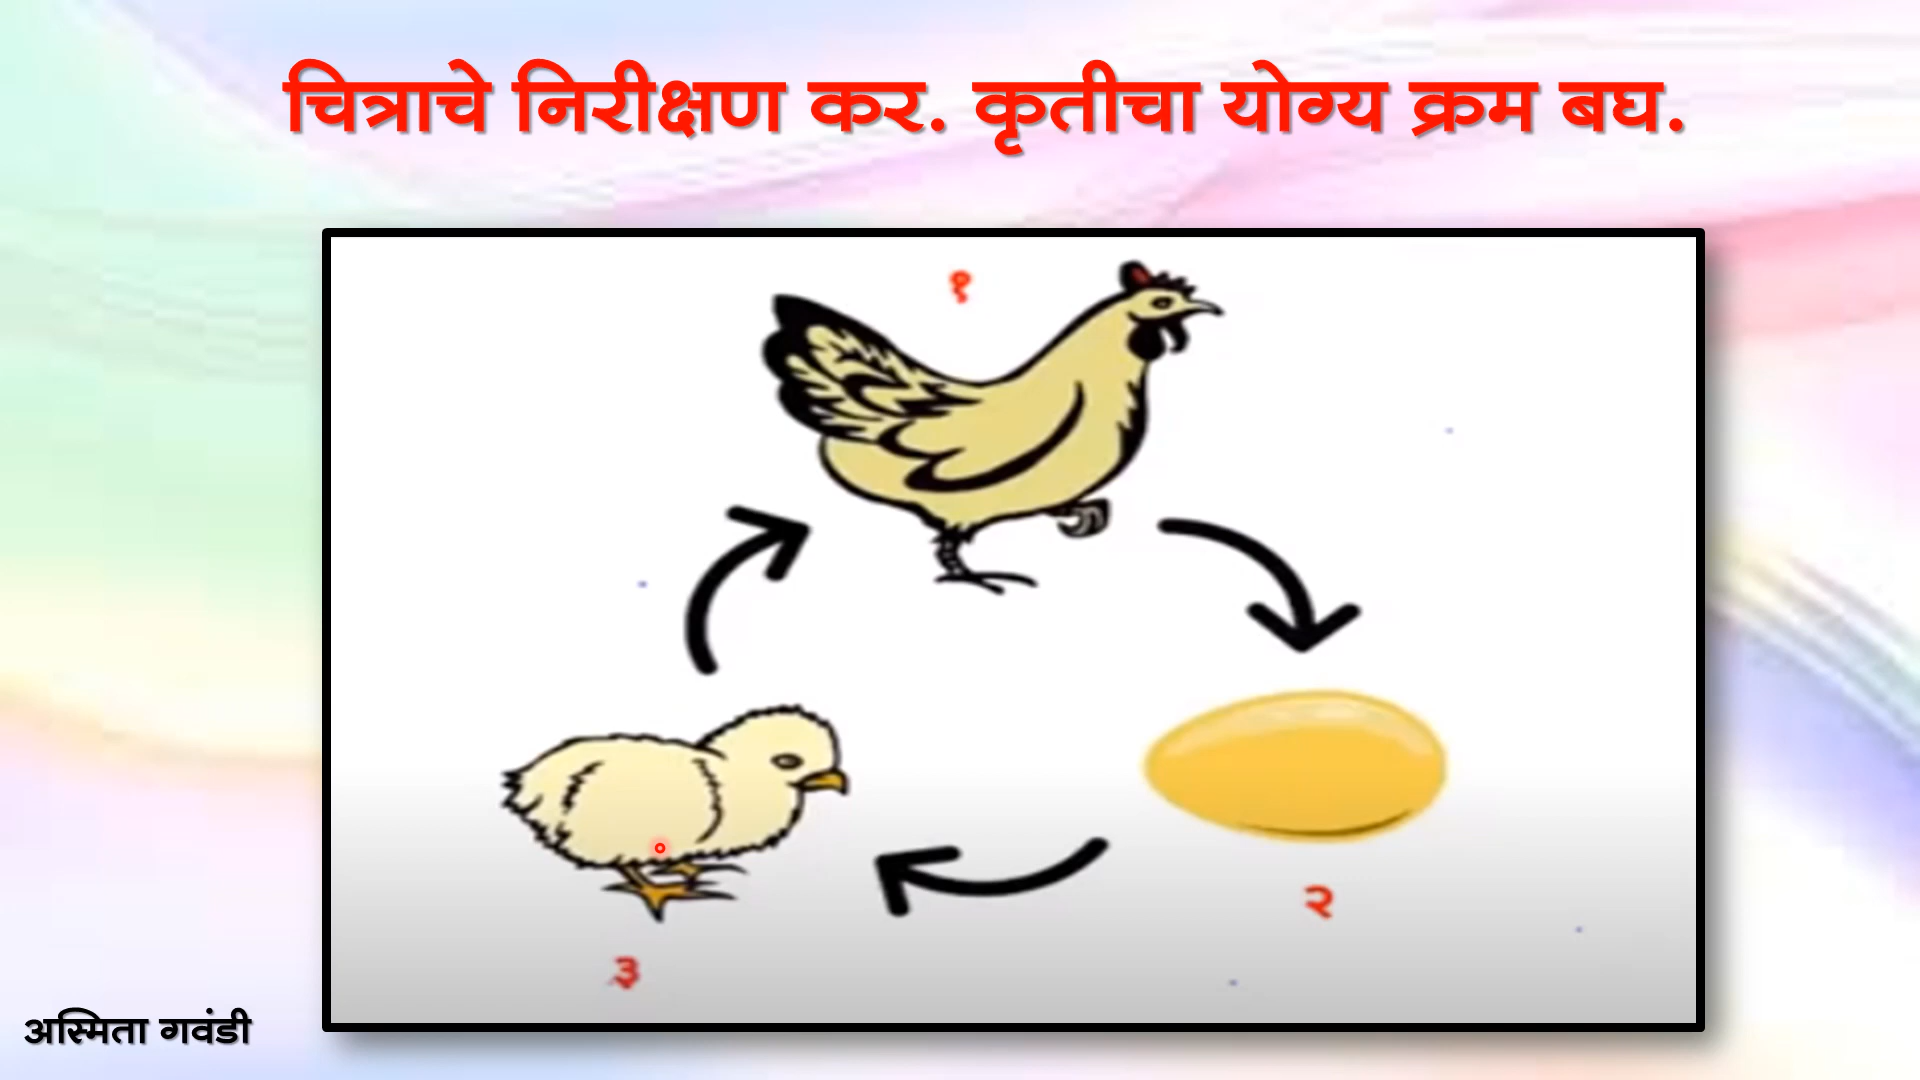 चित्राचे निरीक्षण कर. कृतीचा योग्य क्रम बघ.
१
२
३
अस्मिता गवंडी